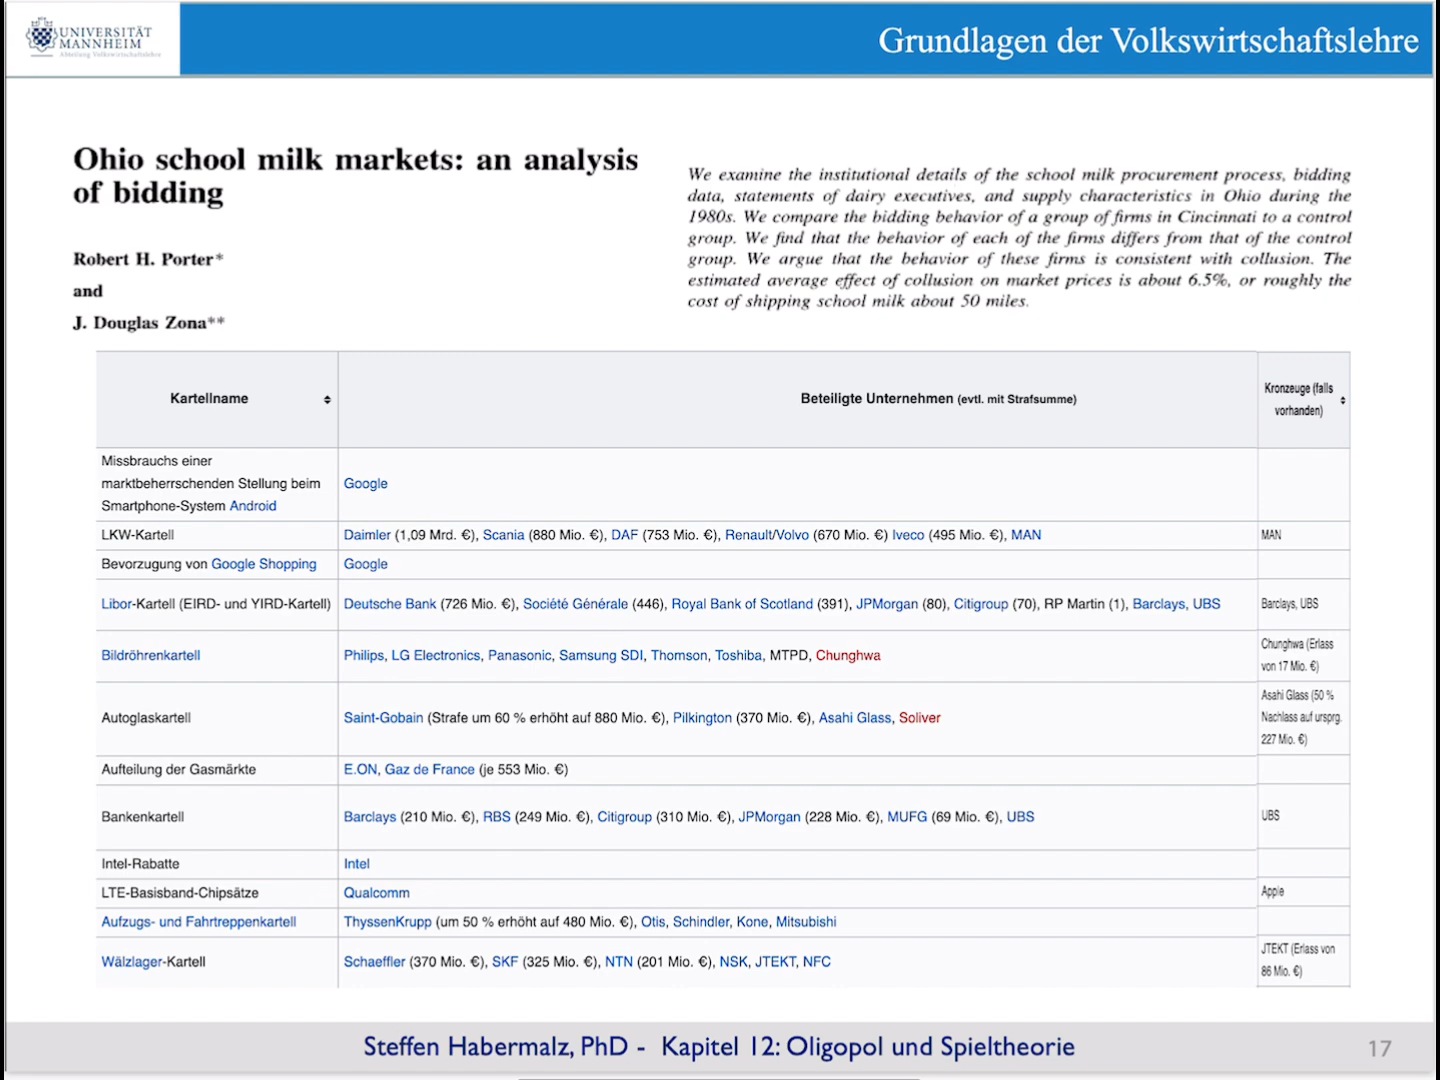 UNIVERSITÄT
MANNHEIM
Abteilung Volkswirtschaftslehre
Grundlagen der Volkswirtschaftslehre
Ohio school milk markets: an analysis
of bidding
Robert H. Porter*
and
J. Douglas Zona**
We examine the institutional details of the school milk procurement process, bidding
data, statements of dairy executives, and supply characteristics in Ohio during the
1980s. We compare the bidding behavior of a group of firms in Cincinnati to a control
group. We find that the behavior of each of the firms differs from that of the control
group. We argue that the behavior of these firms is consistent with collusion. The
estimated average effect of collusion on market prices is about 6.5%, or roughly the
cost of shipping school milk about 50 miles.
Kartellname
Beteiligte Unternehmen (evtl. mit Strafsumme)
Kronzeuge (falls
vorhanden)
Missbrauchs einer
marktbeherrschenden Stellung beim
Smartphone-System Android
Google
LKW-Kartell
Daimler (1,09 Mrd. €), Scania (880 Mio. €), DAF (753 Mio. €), Renault/Volvo (670 Mio. €) Iveco (495 Mio. €), MAN
MAN
Bevorzugung von Google Shopping
Google
Libor-Kartell (EIRD- und YIRD-Kartell)
Deutsche Bank (726 Mio. €), Société Générale (446), Royal Bank of Scotland (391), JPMorgan (80), Citigroup (70), RP Martin (1), Barclays, UBS
Barclays, UBS
Bildröhrenkartell
Philips, LG Electronics, Panasonic, Samsung SDI, Thomson, Toshiba, MTPD, Chunghwa
Chunghwa (Erlass
von 17 Mio. €)
Autoglaskartell
Saint-Gobain (Strafe um 60 % erhöht auf 880 Mio. €), Pilkington (370 Mio. €), Asahi Glass, Soliver
Asahi Glass (50 %
Nachlass auf ursprg.
227 Mio. €)
Aufteilung der Gasmärkte
E.ON, Gaz de France (je 553 Mio. €)
Bankenkartell
Barclays (210 Mio. €), RBS (249 Mio. €), Citigroup (310 Mio. €), JPMorgan (228 Mio. €), MUFG (69 Mio. €), UBS
UBS
Intel-Rabatte
Intel
LTE-Basisband-Chipsätze
Qualcomm
Apple
Aufzugs- und Fahrtreppenkartell
ThyssenKrupp (um 50 % erhöht auf 480 Mio. €), Otis, Schindler, Kone, Mitsubishi
Wälzlager-Kartell
Schaeffler (370 Mio. €), SKF (325 Mio. €), NTN (201 Mio. €), NSK, JTEKT, NFC
JTEKT (Erlass von
86 Mio. €)
Steffen Habermalz, PhD - Kapitel 12: Oligopol und Spieltheorie
17